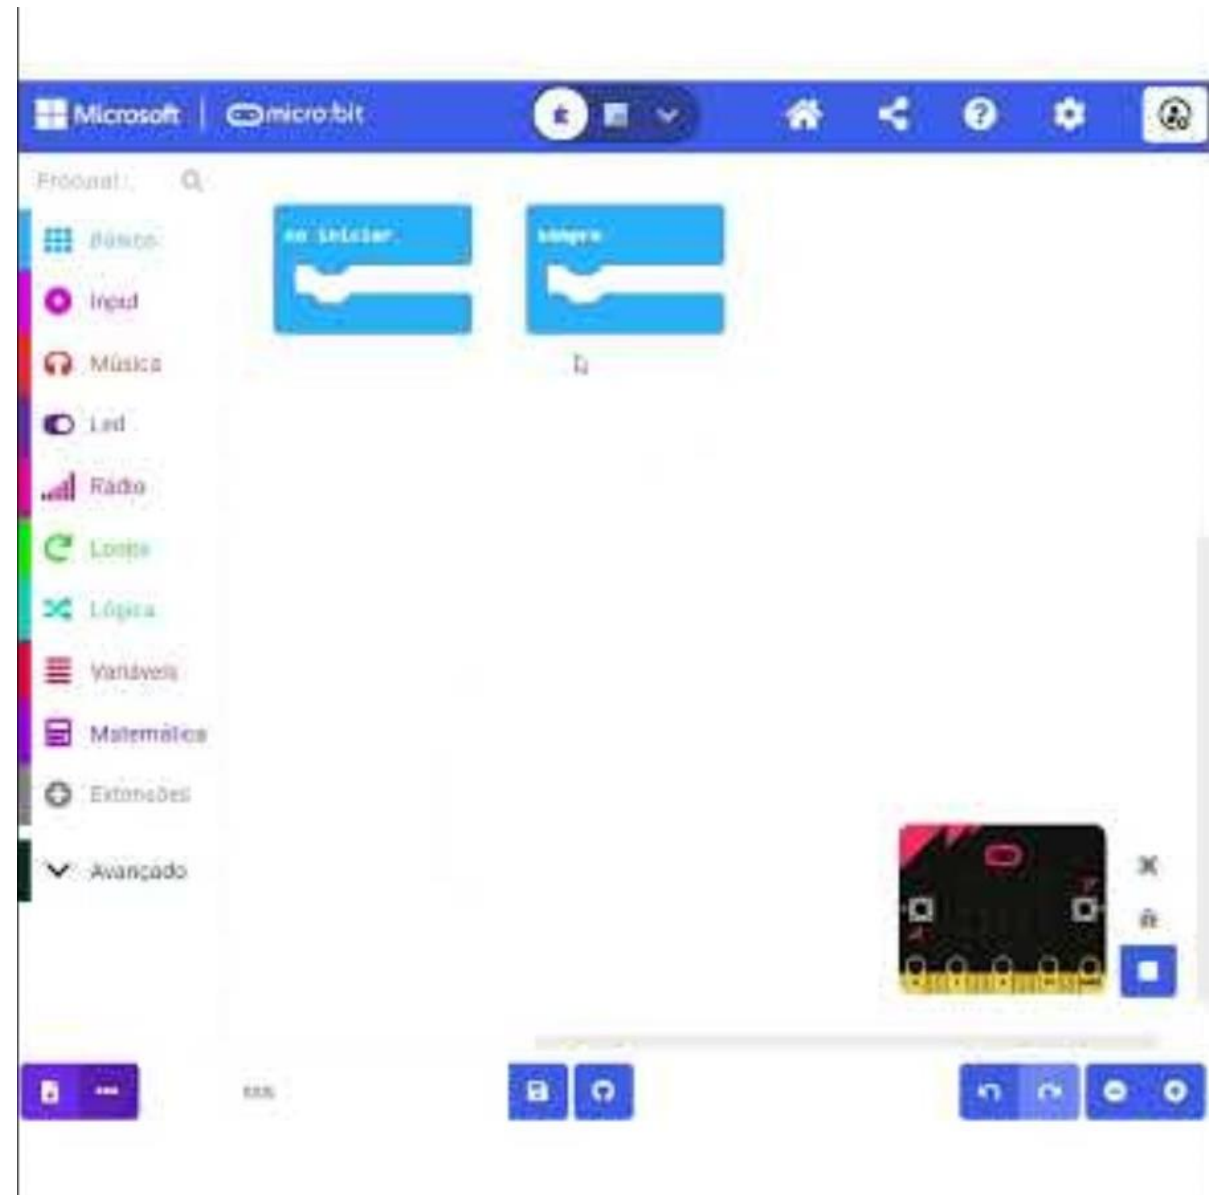 Microsoft | micro:bit
no iniciar
sempre
Básico
Input
Música
Led
Rádio
Loops
Lógica
Variáveis
Matemática
Extensões
Avançado